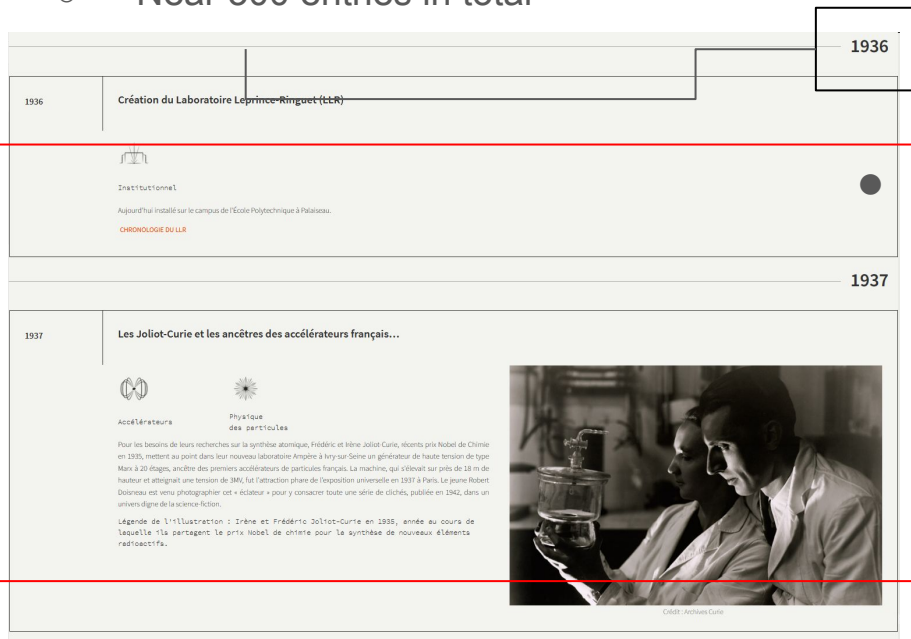 Near 500 entries in total
1936
1936
Création du Laboratoire Leprince-Ringuet (LLR)
Institutionnel
Aujourd'hui installé sur le campus de l'École Polytechnique à Palaiseau.
CHRONOLOGIE DU LLR
1937
1937
Les Joliot-Curie et les ancêtres des accélérateurs français…
Accélérateurs
Physique
des particules
Pour les besoins de leurs recherches sur la synthèse atomique, Frédéric et Irène Joliot-Curie, récents prix Nobel de Chimie
en 1935, mettent au point dans leur nouveau laboratoire Ampère à Ivry-sur-Seine un générateur de haute tension de type
Marx à 20 étages, ancêtre des premiers accélérateurs de particules français. La machine, qui s'élevait sur près de 18 m de
hauteur et atteignait une tension de 3MV, fut l'attraction phare de l'exposition universelle en 1937 à Paris. Le jeune Robert
Doisneau est venu photographier cet « éclateur » pour y consacrer toute une série de clichés, publiée en 1942, dans un
univers digne de la science-fiction.
Légende de l'illustration : Irène et Frédéric Joliot-Curie en 1935, année au cours de
laquelle ils partagent le prix Nobel de chimie pour la synthèse de nouveaux éléments
radioactifs.
Crédit : Archives Curie